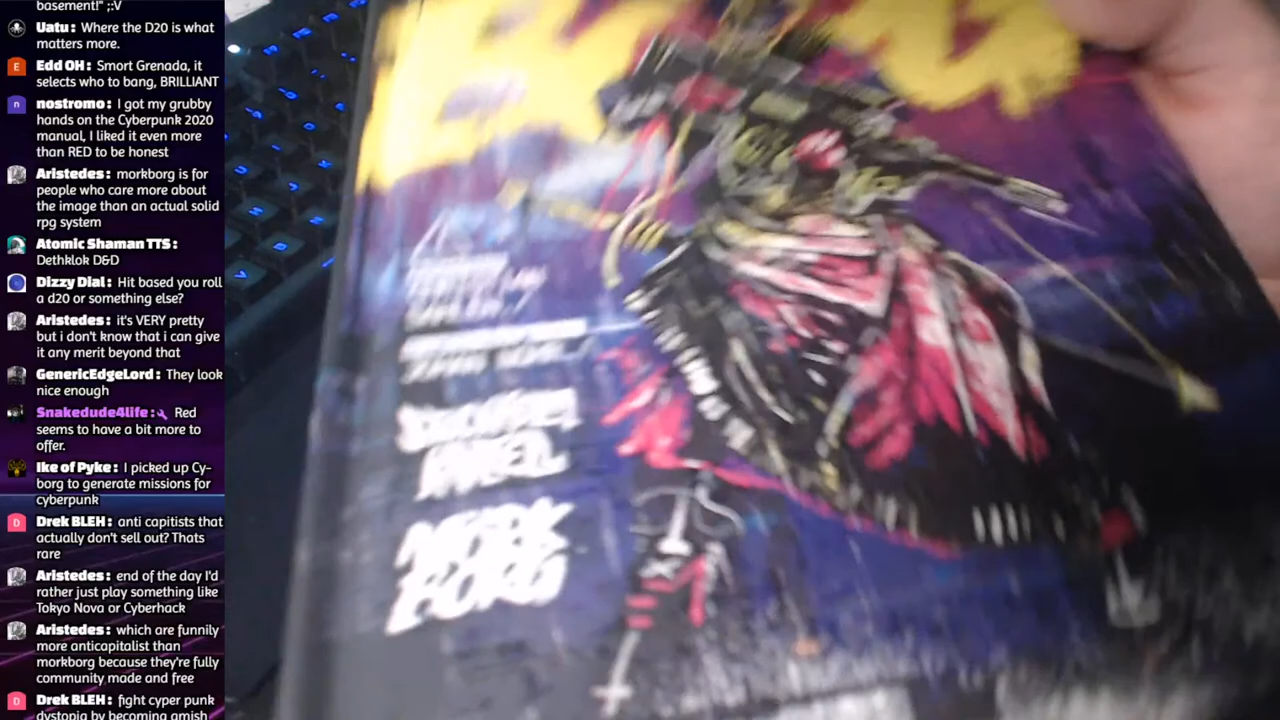 basement!" ;:V
Uatu : Where the D20 is what
matters more.
Edd OH : Smort Grenada, it
selects who to bang, BRILLIANT
nostromo : I got my grubby
hands on the Cyberpunk 2020
manual, I liked it even more
than RED to be honest
Aristedes : morkborg is for
people who care more about
the image than an actual solid
rpg system
Atomic Shaman TTS :
Dethklok D&D
Dizzy Dial : Hit based you roll
a d20 or something else?
Aristedes : it's VERY pretty
but i don't know that i can give
it any merit beyond that
GenericEdgeLord : They look
nice enough
Snakedude4life : Red
seems to have a bit more to
offer.
Ike of Pyke : I picked up Cy-
borg to generate missions for
cyberpunk
Drek BLEH : anti capitists that
actually don't sell out? Thats
rare
Aristedes : end of the day I'd
rather just play something like
Tokyo Nova or Cyberhack
Aristedes : which are funnily
more anticapitalist than
morkborg because they're fully
community made and free
Drek BLEH : fight cyper punk
dystopia by becoming amish
MÖRK
BORG